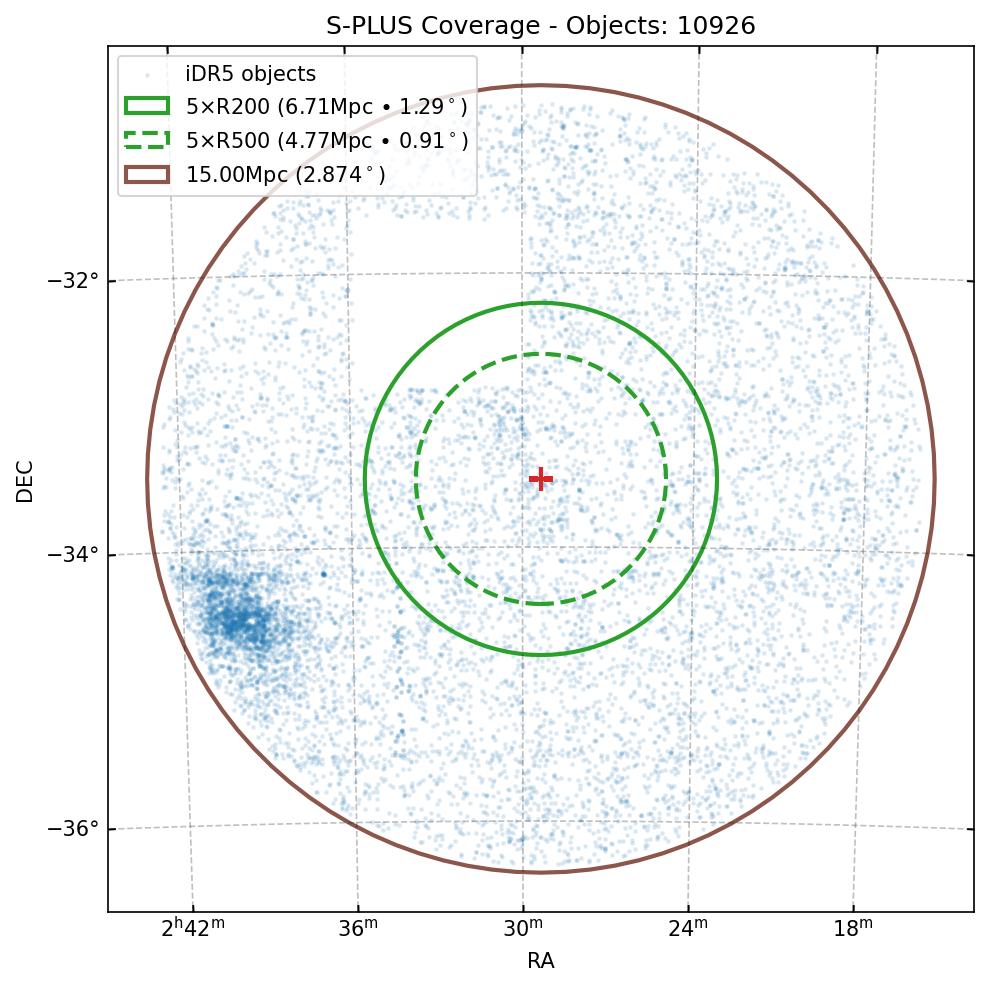 S-PLUS Coverage - Objects: 10926
iDR5 objects
5×R200 (6.71Mpc • 1.29°)
5×R500 (4.77Mpc • 0.91°)
15.00Mpc (2.874°)
−32°
−34°
−36°
DEC
2ʰ42ᵐ 36ᵐ 30ᵐ 24ᵐ 18ᵐ
RA